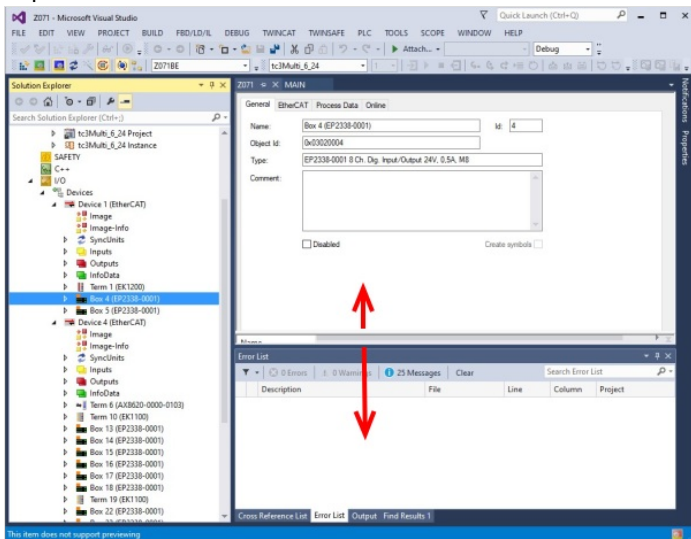 Z071 - Microsoft Visual Studio
Quick Launch (Ctrl+Q)
FILE EDIT VIEW PROJECT BUILD FBD/LD/IL DEBUG TWINCAT TWINSAFE PLC TOOLS SCOPE WINDOW HELP
Attach... Debug
Z071BE tc3Multi_6_24
Solution Explorer
Search Solution Explorer (Ctrl+;)
tc3Multi_6_24 Project
tc3Multi_6_24 Instance
SAFETY
C++
I/O
Devices
Device 1 (EtherCAT)
Image
Image-Info
SyncUnits
Inputs
Outputs
InfoData
Term 1 (EK1200)
Box 4 (EP2338-0001)
Box 5 (EP2338-0001)
Device 4 (EtherCAT)
Image
Image-Info
SyncUnits
Inputs
Outputs
InfoData
Term 6 (AX8620-0000-0103)
Term 10 (EK1100)
Box 13 (EP2338-0001)
Box 14 (EP2338-0001)
Box 15 (EP2338-0001)
Box 16 (EP2338-0001)
Box 17 (EP2338-0001)
Box 18 (EP2338-0001)
Term 19 (EK1100)
Box 22 (EP2338-0001)
Z071 MAIN
General EtherCAT Process Data Online
Name: Box 4 (EP2338-0001) Id: 4
Object Id: 0x03020004
Type: EP2338-0001 8 Ch. Dig. Input/Output 24V, 0,5A, M8
Comment:
Disabled Create symbols
Name
Error List
0 Errors 0 Warnings 25 Messages Clear Search Error List
Description File Line Column Project
Cross Reference List Error List Output Find Results 1
Notifications
Properties
This item does not support previewing